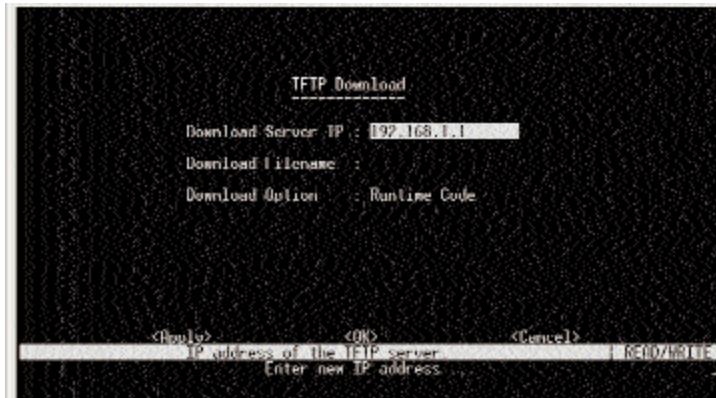 TFTP Download
Download Server IP : 192.168.1.1
Download Filename :
Download Option : Runtime Code
<Apply> <OK> <Cancel>
IP address of the TFTP server | READ/WRITE
Enter new IP address ...